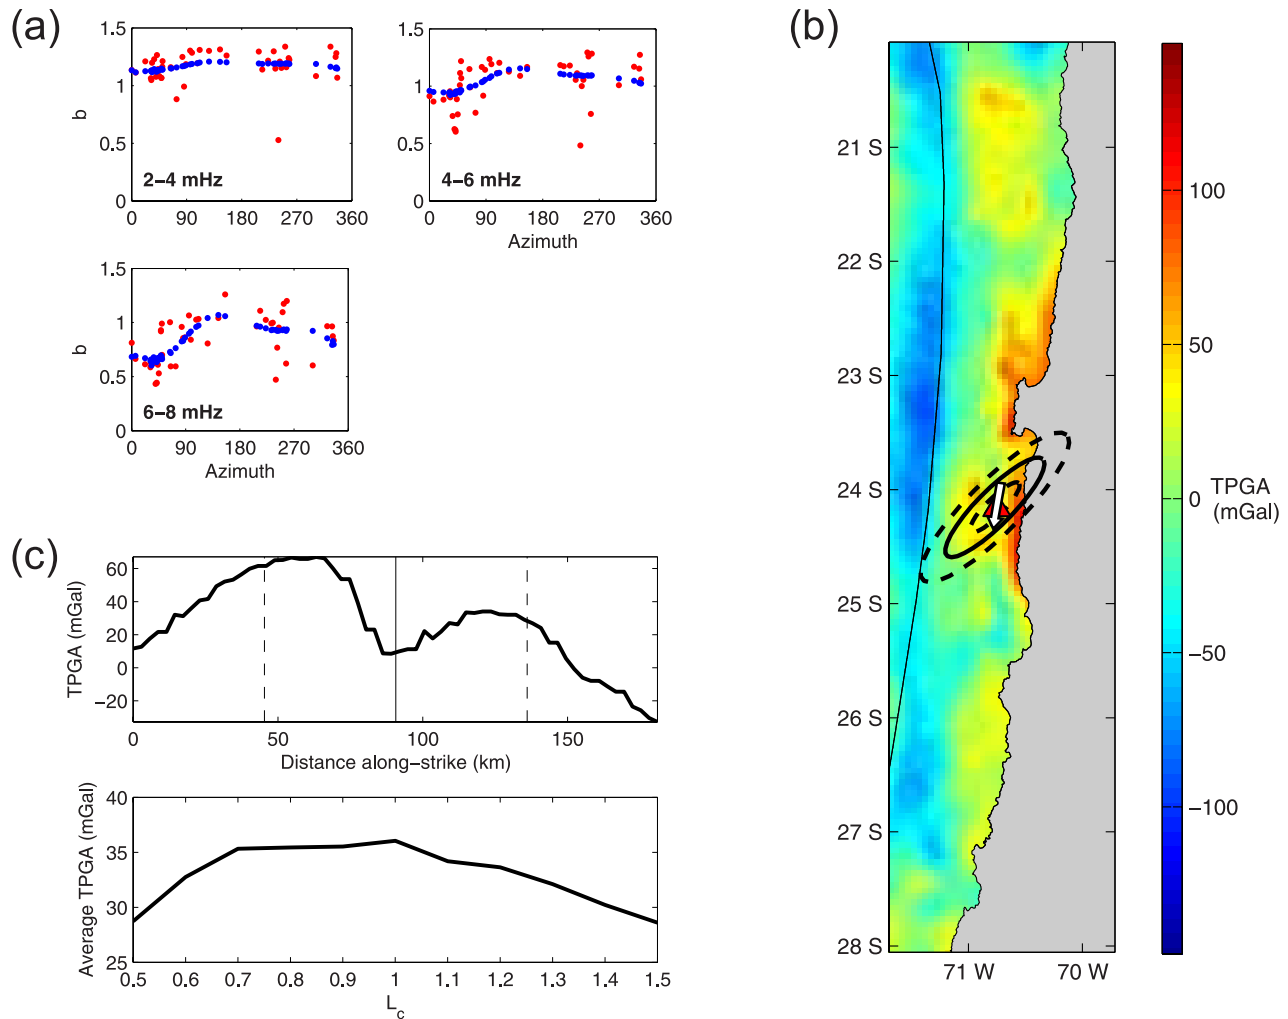 (a)
1.5
1
0.5
0
b
2−4 mHz
0 90 180 270 360
Azimuth
1.5
1
0.5
0
4−6 mHz
0 90 180 270 360
Azimuth
1.5
1
0.5
0
b
6−8 mHz
0 90 180 270 360
Azimuth
(b)
21 S
22 S
23 S
24 S
25 S
26 S
27 S
28 S
71 W 70 W
100
50
0
−50
−100
TPGA
(mGal)
(c)
60
40
20
0
−20
TPGA (mGal)
0 50 100 150
Distance along−strike (km)
40
35
30
25
Average TPGA (mGal)
0.5 0.6 0.7 0.8 0.9 1 1.1 1.2 1.3 1.4 1.5
L_c